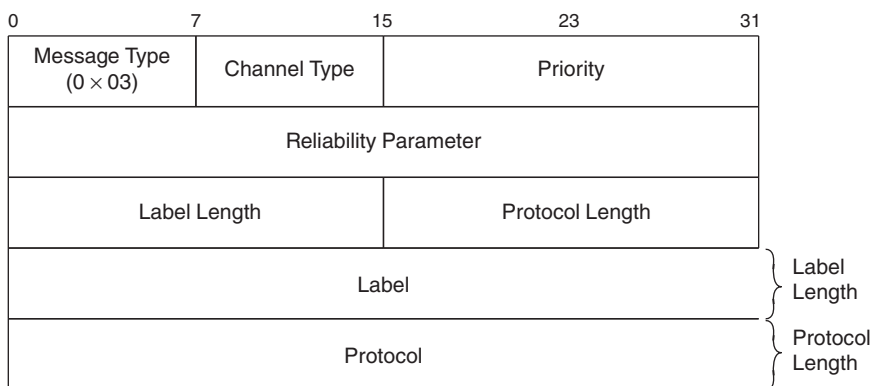 0 7 15 23 31
Message Type
(0 × 03)
Channel Type
Priority
Reliability Parameter
Label Length
Protocol Length
Label
Label
Length
Protocol
Protocol
Length